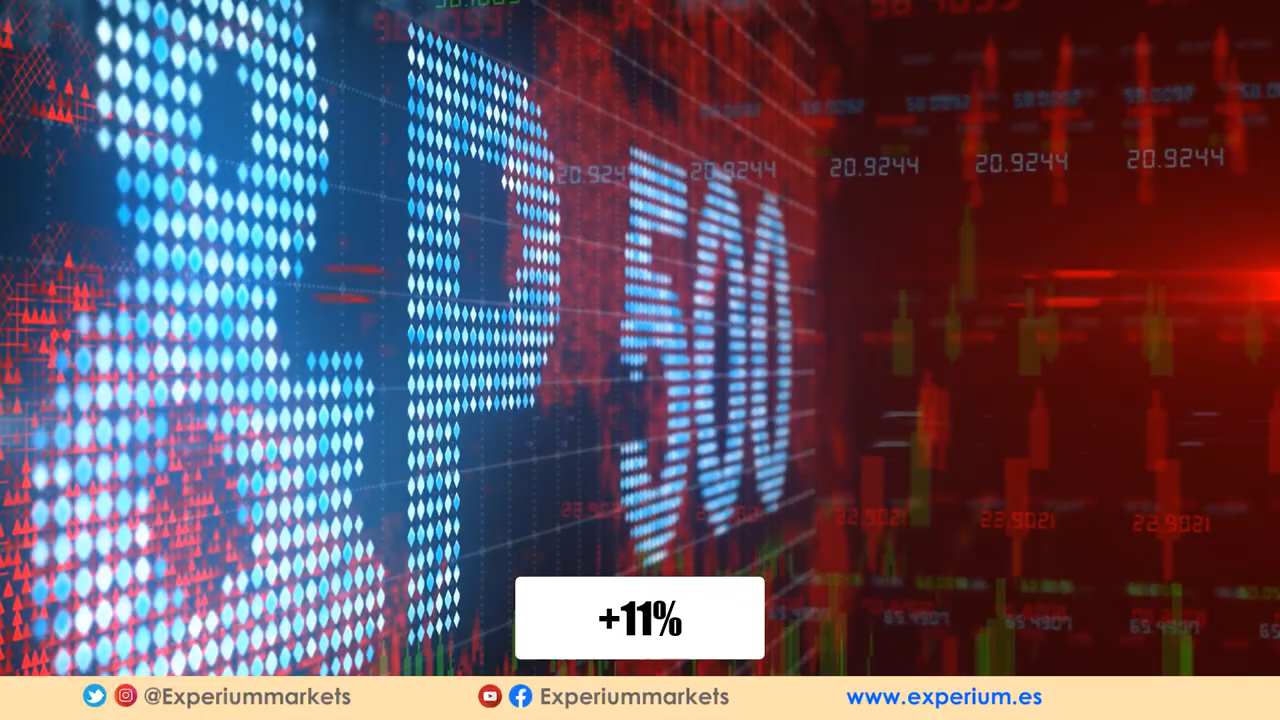 &P 500
20.9244 20.9244 20.9244 20.9244
22.9021 22.9021 22.9021
65.4907 65.4907
+11%
@Experiummarkets Experiummarkets www.experium.es